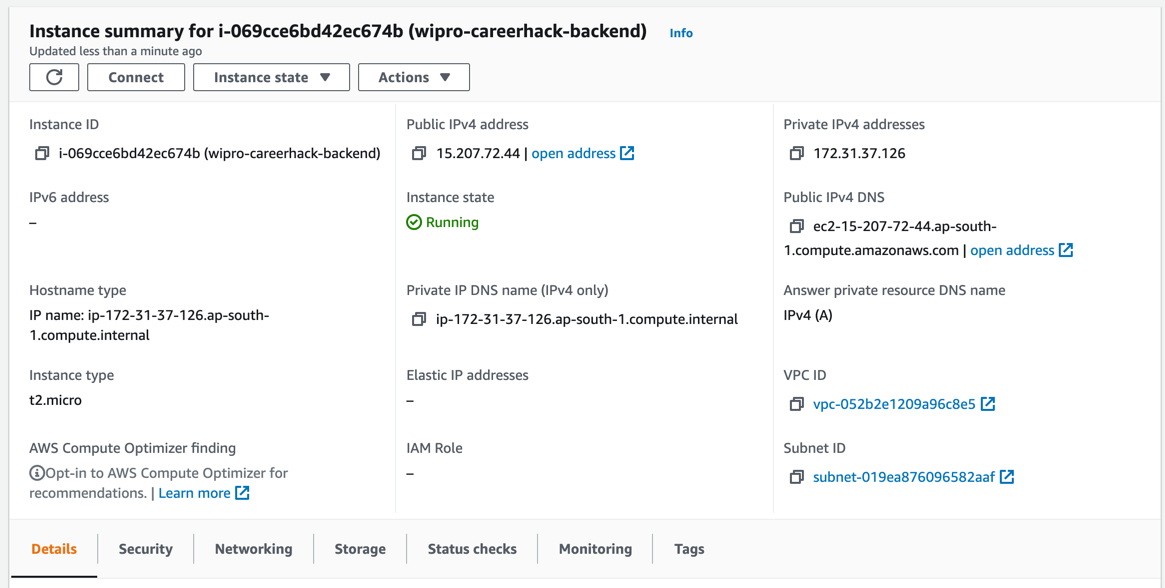 Instance summary for i-069cce6bd42ec674b (wipro-careerhack-backend) Info
Updated less than a minute ago
Connect Instance state Actions
Instance ID
i-069cce6bd42ec674b (wipro-careerhack-backend)
Public IPv4 address
15.207.72.44 | open address
Private IPv4 addresses
172.31.37.126
IPv6 address
–
Instance state
Running
Public IPv4 DNS
ec2-15-207-72-44.ap-south-
1.compute.amazonaws.com | open address
Hostname type
IP name: ip-172-31-37-126.ap-south-
1.compute.internal
Private IP DNS name (IPv4 only)
ip-172-31-37-126.ap-south-1.compute.internal
Answer private resource DNS name
IPv4 (A)
Instance type
t2.micro
Elastic IP addresses
–
VPC ID
vpc-052b2e1209a96c8e5
AWS Compute Optimizer finding
Opt-in to AWS Compute Optimizer for
recommendations. | Learn more
IAM Role
–
Subnet ID
subnet-019ea876096582aaf
Details Security Networking Storage Status checks Monitoring Tags